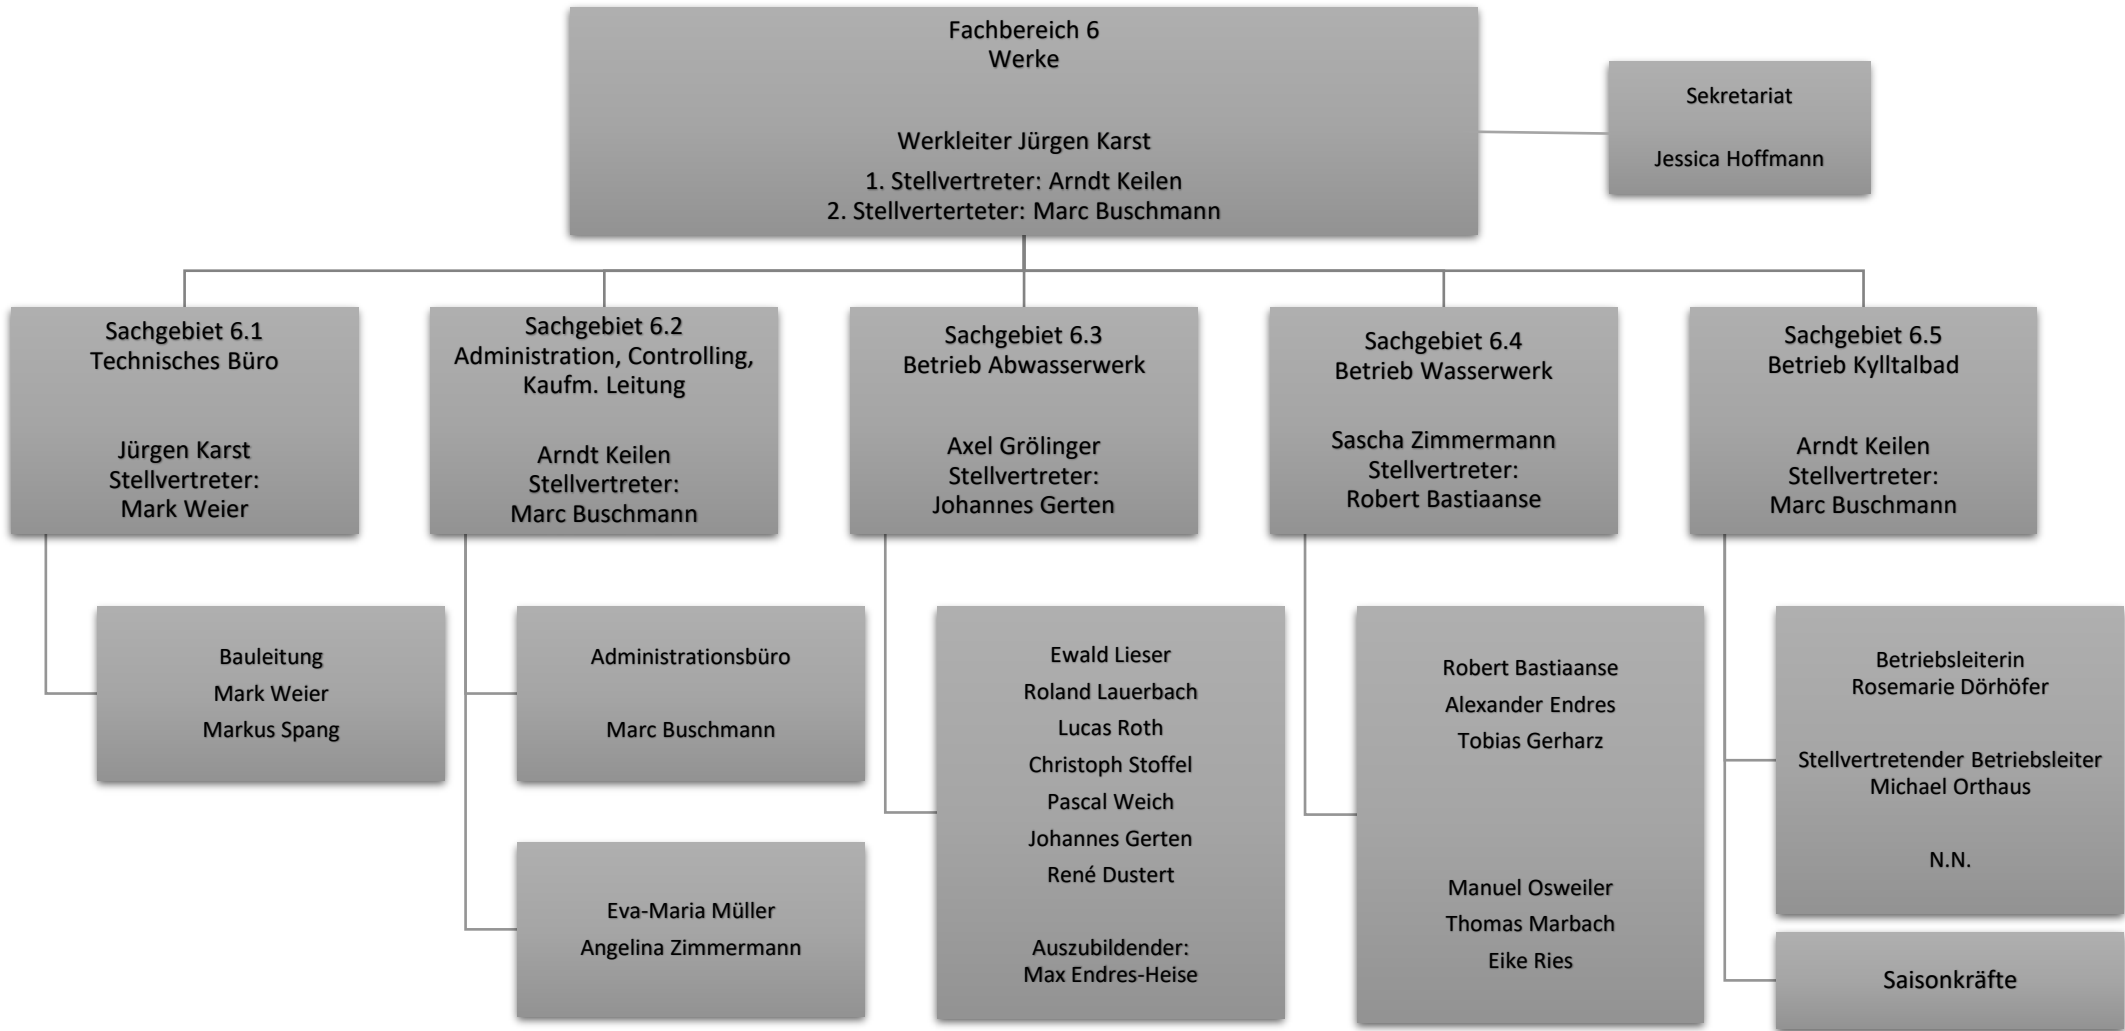 Fachbereich 6
Werke
Werkleiter Jürgen Karst
1. Stellvertreter: Arndt Keilen
2. Stellverterteter: Marc Buschmann
Sekretariat
Jessica Hoffmann
Sachgebiet 6.1
Technisches Büro
Jürgen Karst
Stellvertreter:
Mark Weier
Sachgebiet 6.2
Administration, Controlling,
Kaufm. Leitung
Arndt Keilen
Stellvertreter:
Marc Buschmann
Sachgebiet 6.3
Betrieb Abwasserwerk
Axel Grölinger
Stellvertreter:
Johannes Gerten
Sachgebiet 6.4
Betrieb Wasserwerk
Sascha Zimmermann
Stellvertreter:
Robert Bastiaanse
Sachgebiet 6.5
Betrieb Kylltalbad
Arndt Keilen
Stellvertreter:
Marc Buschmann
Bauleitung
Mark Weier
Markus Spang
Administrationsbüro
Marc Buschmann
Eva-Maria Müller
Angelina Zimmermann
Ewald Lieser
Roland Lauerbach
Lucas Roth
Christoph Stoffel
Pascal Weich
Johannes Gerten
René Dustert
Auszubildender:
Max Endres-Heise
Robert Bastiaanse
Alexander Endres
Tobias Gerharz
Manuel Osweiler
Thomas Marbach
Eike Ries
Betriebsleiterin
Rosemarie Dörhöfer
Stellvertretender Betriebsleiter
Michael Orthaus
N.N.
Saisonkräfte